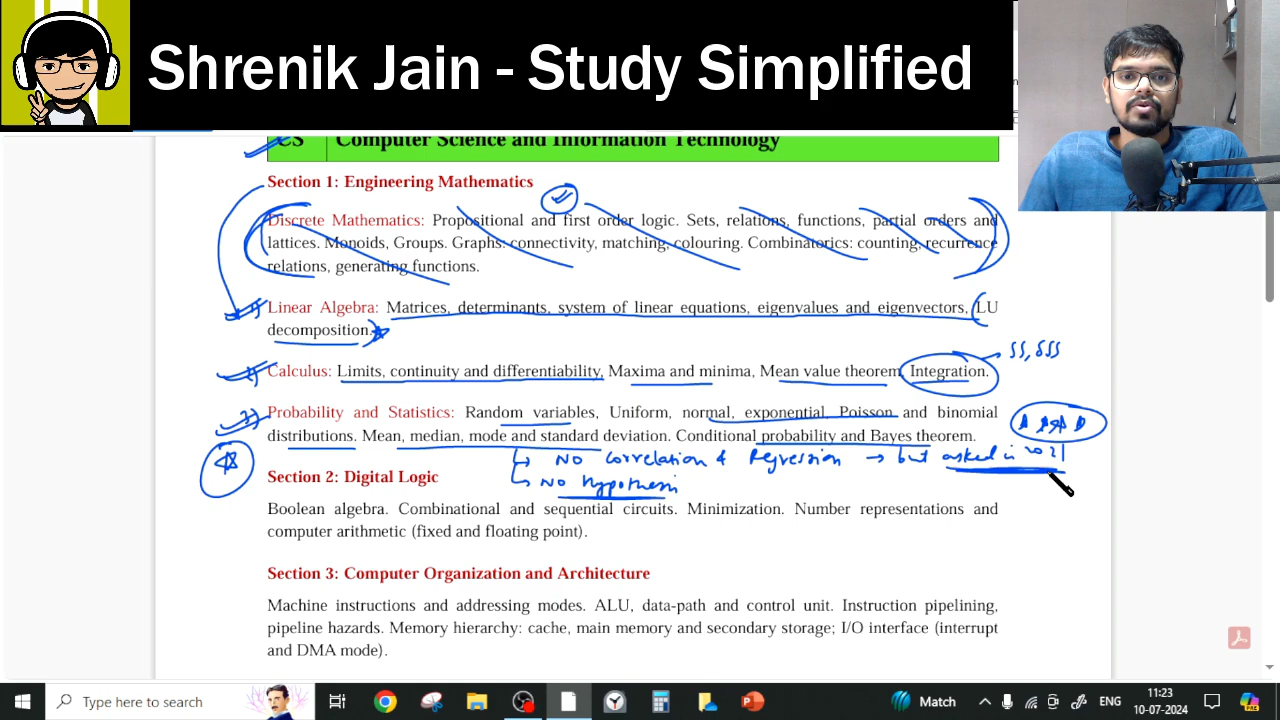 Shrenik Jain - Study Simplified
CS Computer Science and Information Technology
Section 1: Engineering Mathematics
Discrete Mathematics: Propositional and first order logic. Sets, relations, functions, partial orders and
lattices. Monoids, Groups. Graphs: connectivity, matching, colouring. Combinatorics: counting, recurrence
relations, generating functions.
1) Linear Algebra: Matrices, determinants, system of linear equations, eigenvalues and eigenvectors, LU
decomposition.
∫∫, ∫∫∫
2) Calculus: Limits, continuity and differentiability, Maxima and minima, Mean value theorem, Integration.
3) Probability and Statistics: Random variables, Uniform, normal, exponential, Poisson and binomial
distributions. Mean, median, mode and standard deviation. Conditional probability and Bayes theorem.
↳ NO Correlation & Regression → but asked in 2021
↳ NO hypothesis
Section 2: Digital Logic
Boolean algebra. Combinational and sequential circuits. Minimization. Number representations and
computer arithmetic (fixed and floating point).
Section 3: Computer Organization and Architecture
Machine instructions and addressing modes. ALU, data-path and control unit. Instruction pipelining,
pipeline hazards. Memory hierarchy: cache, main memory and secondary storage; I/O interface (interrupt
and DMA mode).
Type here to search
Match
ENG
11:23
10-07-2024